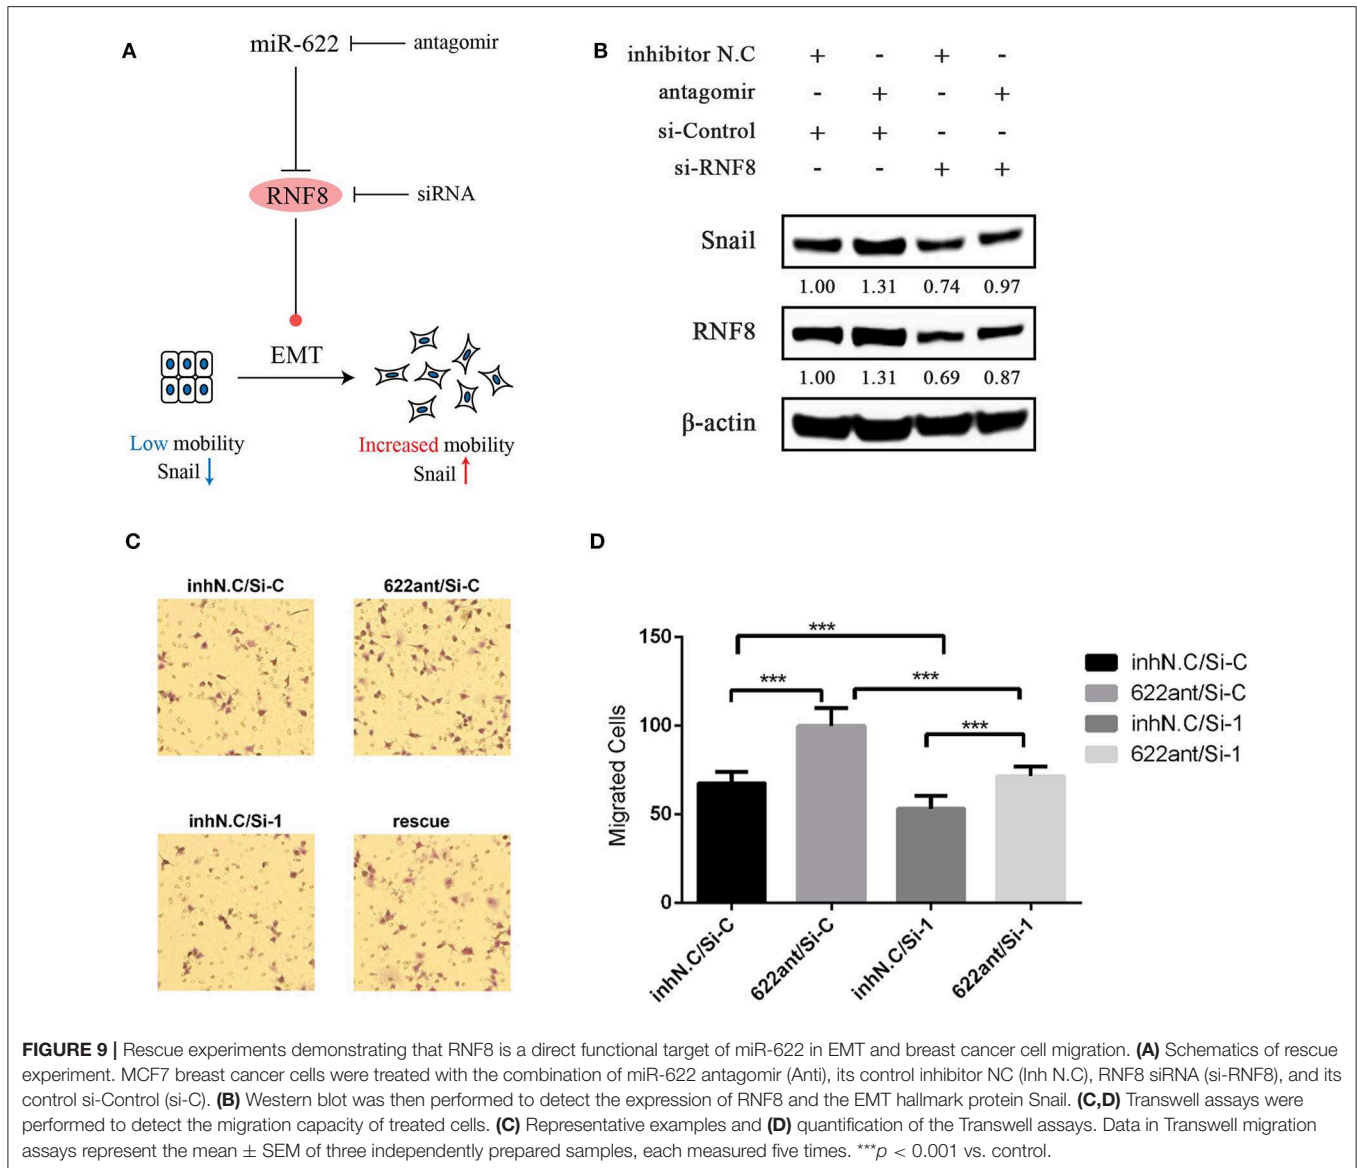 A
miR-622
antagomir
RNF8
siRNA
EMT
Low mobility
Snail
Increased mobility
Snail
B
inhibitor N.C + - + -
antagomir - + - +
si-Control + + - -
si-RNF8 - - + +
Snail
1.00 1.31 0.74 0.97
RNF8
1.00 1.31 0.69 0.87
β-actin
C
inhN.C/Si-C 622ant/Si-C
inhN.C/Si-1 rescue
D
Migrated Cells
150
100
50
0
***
*** ***
***
inhN.C/Si-C
622ant/Si-C
inhN.C/Si-1
622ant/Si-1
inhN.C/Si-C
622ant/Si-C
inhN.C/Si-1
622ant/Si-1
FIGURE 9 | Rescue experiments demonstrating that RNF8 is a direct functional target of miR-622 in EMT and breast cancer cell migration. (A) Schematics of rescue
experiment. MCF7 breast cancer cells were treated with the combination of miR-622 antagomir (Anti), its control inhibitor NC (Inh N.C), RNF8 siRNA (si-RNF8), and its
control si-Control (si-C). (B) Western blot was then performed to detect the expression of RNF8 and the EMT hallmark protein Snail. (C,D) Transwell assays were
performed to detect the migration capacity of treated cells. (C) Representative examples and (D) quantification of the Transwell assays. Data in Transwell migration
assays represent the mean ± SEM of three independently prepared samples, each measured five times. ***p < 0.001 vs. control.